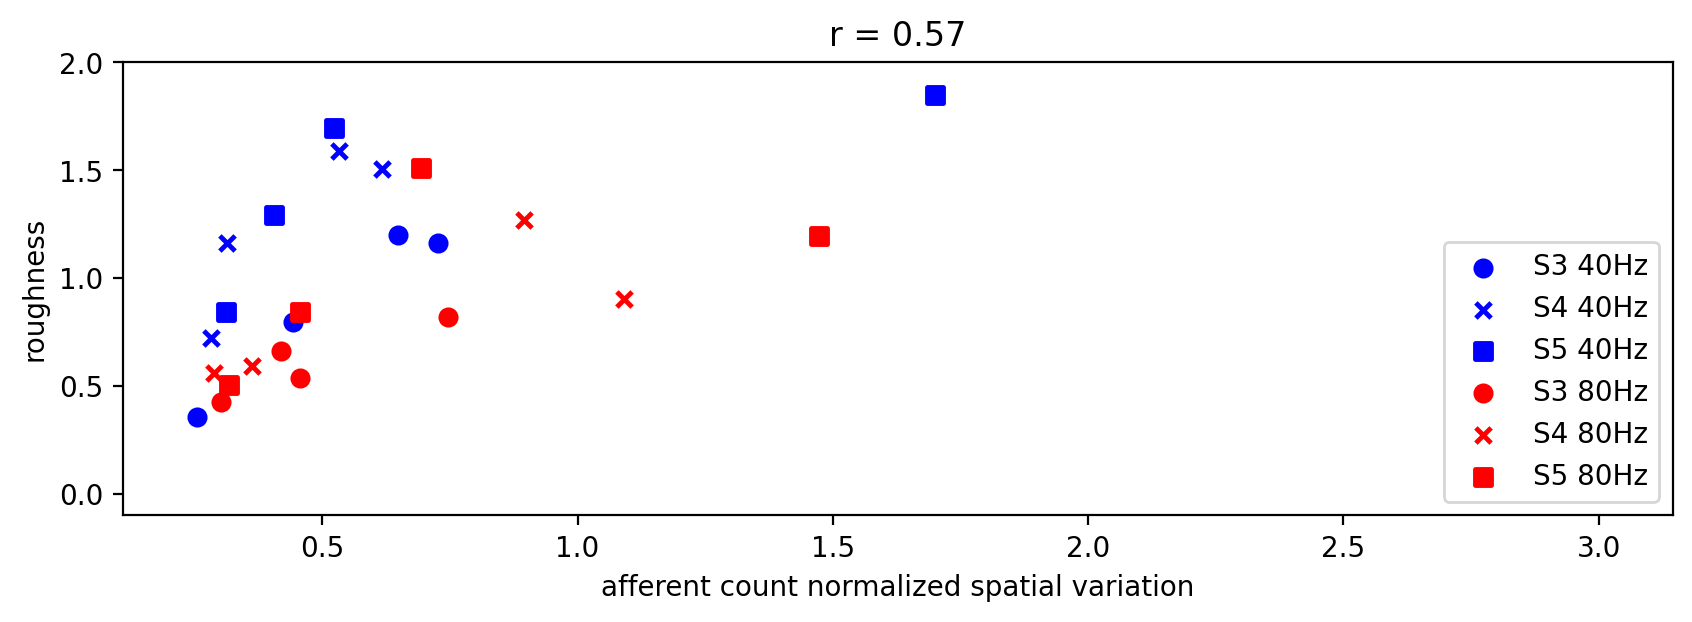 r = 0.57
2.0
1.5
1.0
0.5
0.0
roughness
0.5 1.0 1.5 2.0 2.5 3.0
afferent count normalized spatial variation
S3 40Hz
S4 40Hz
S5 40Hz
S3 80Hz
S4 80Hz
S5 80Hz